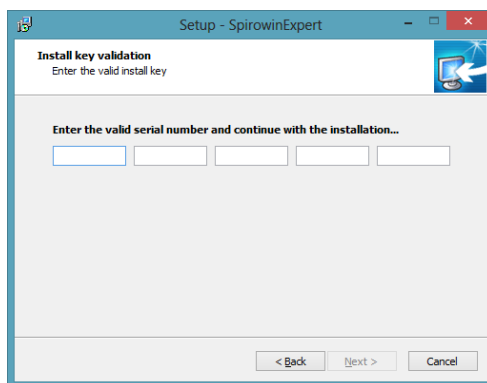 Setup - SpirowinExpert
Install key validation
Enter the valid install key
Enter the valid serial number and continue with the installation...
< Back
Next >
Cancel